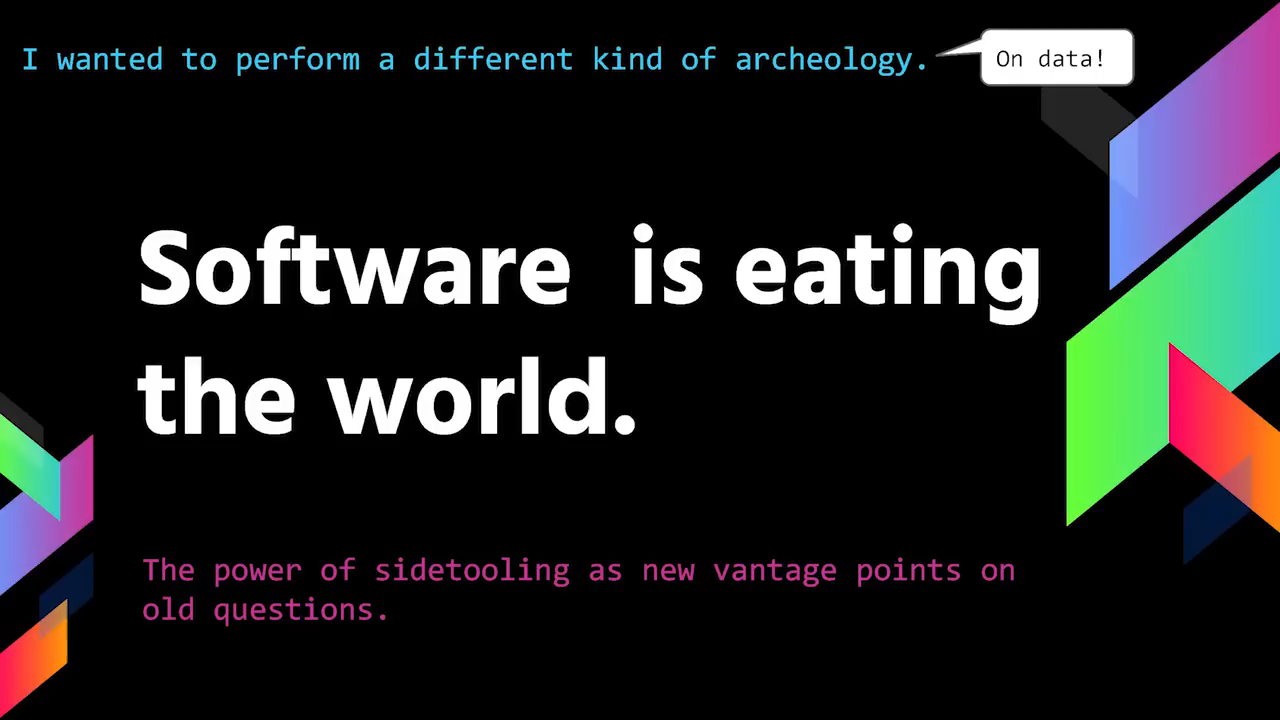 I wanted to perform a different kind of archeology.
On data!
Software is eating
the world.
The power of sidetooling as new vantage points on
old questions.